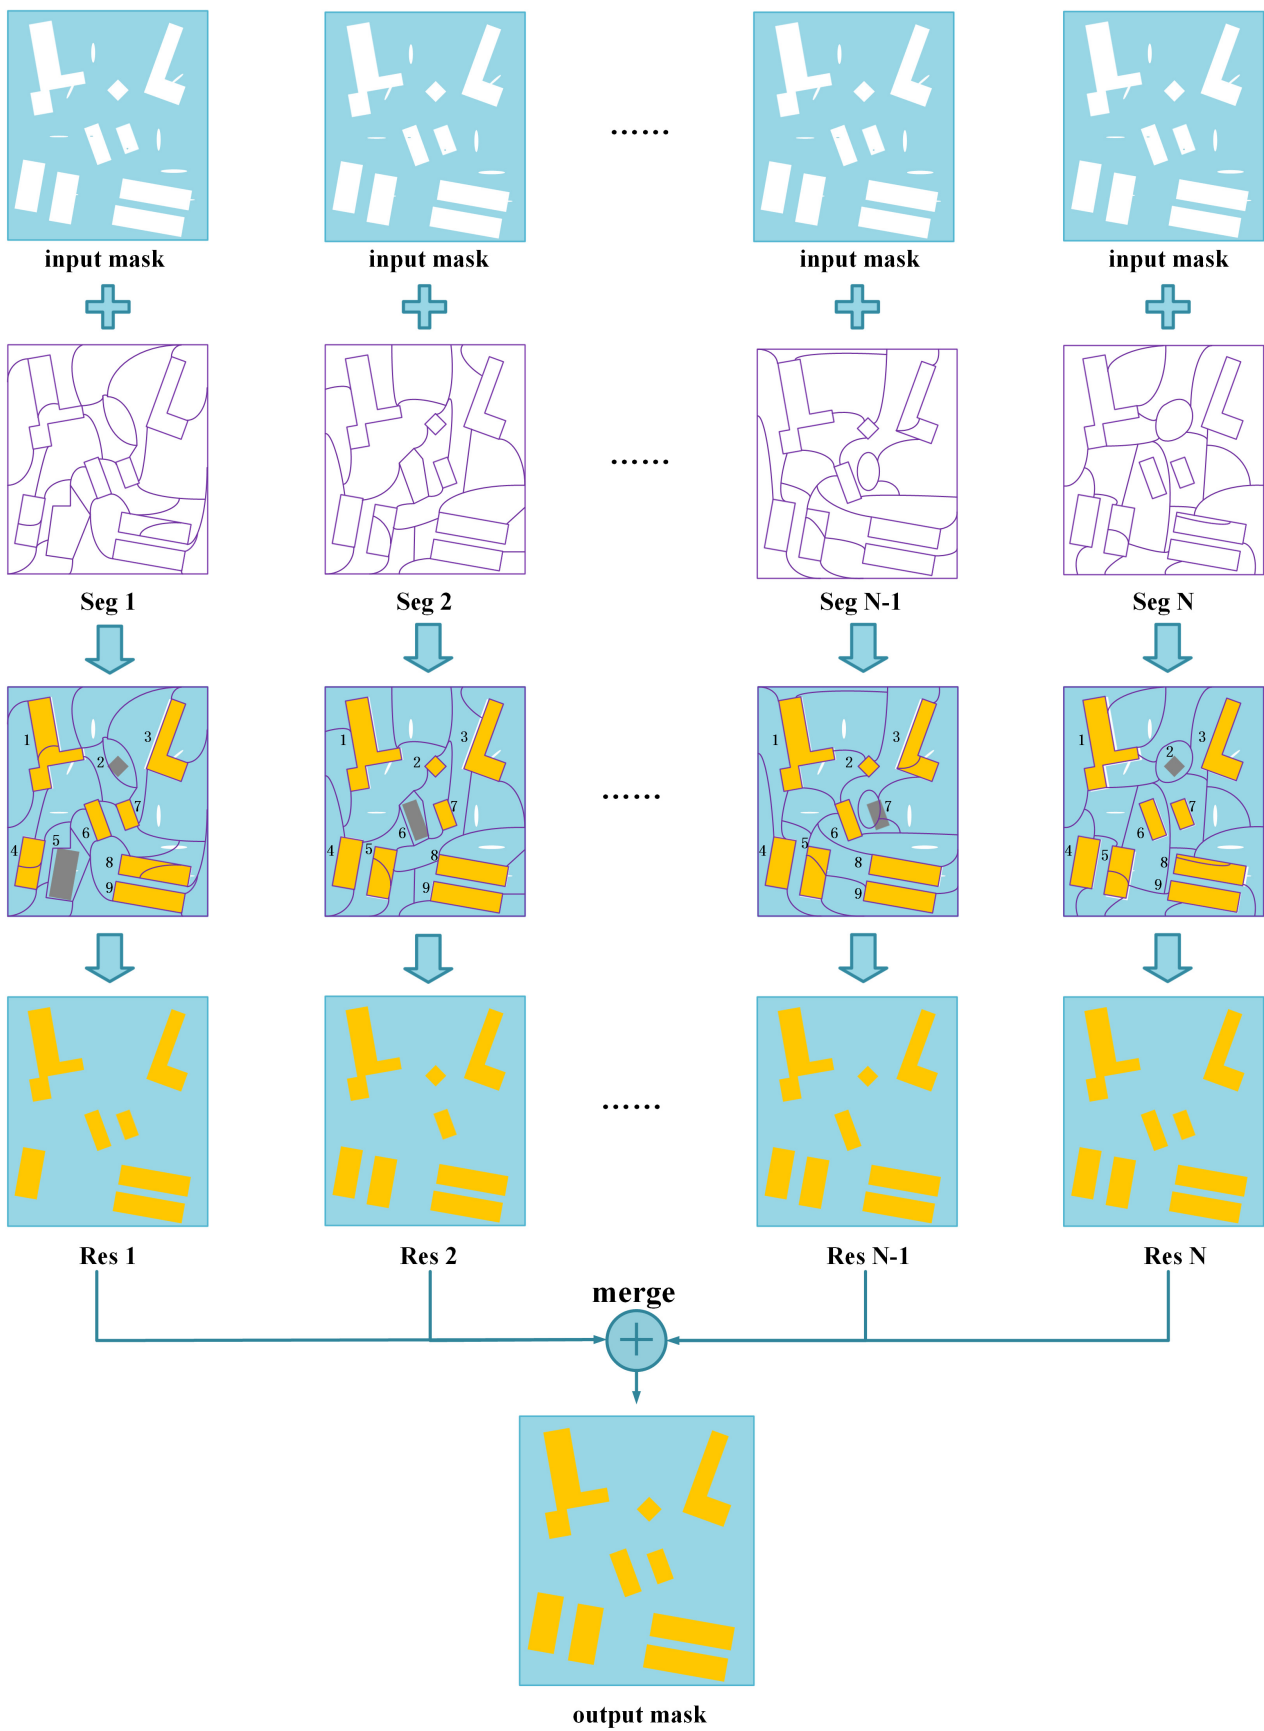 ......
input mask input mask input mask input mask
......
Seg 1 Seg 2 Seg N-1 Seg N
1 2 3 4 5 6 7 8 9
1 2 3 4 5 6 7 8 9
......
1 2 3 4 5 6 7 8 9
1 2 3 4 5 6 7 8 9
......
Res 1 Res 2 Res N-1 Res N
merge
output mask